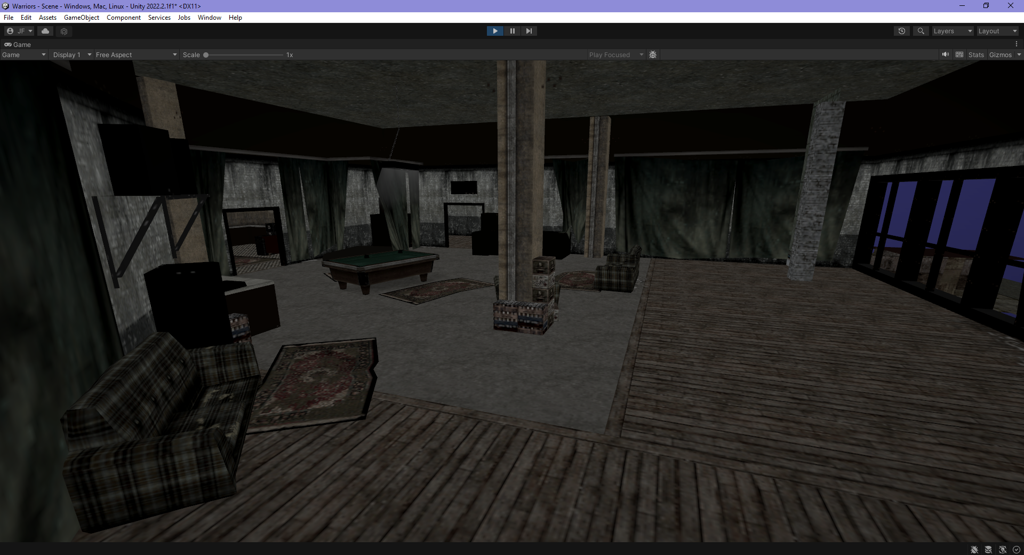 Warriors - Scene - Windows, Mac, Linux - Unity 2022.2.1f1* <DX11>
File Edit Assets GameObject Component Services Jobs Window Help
JF Layers Layout
Game
Game Display 1 Free Aspect Scale 1x Play Focused Stats Gizmos